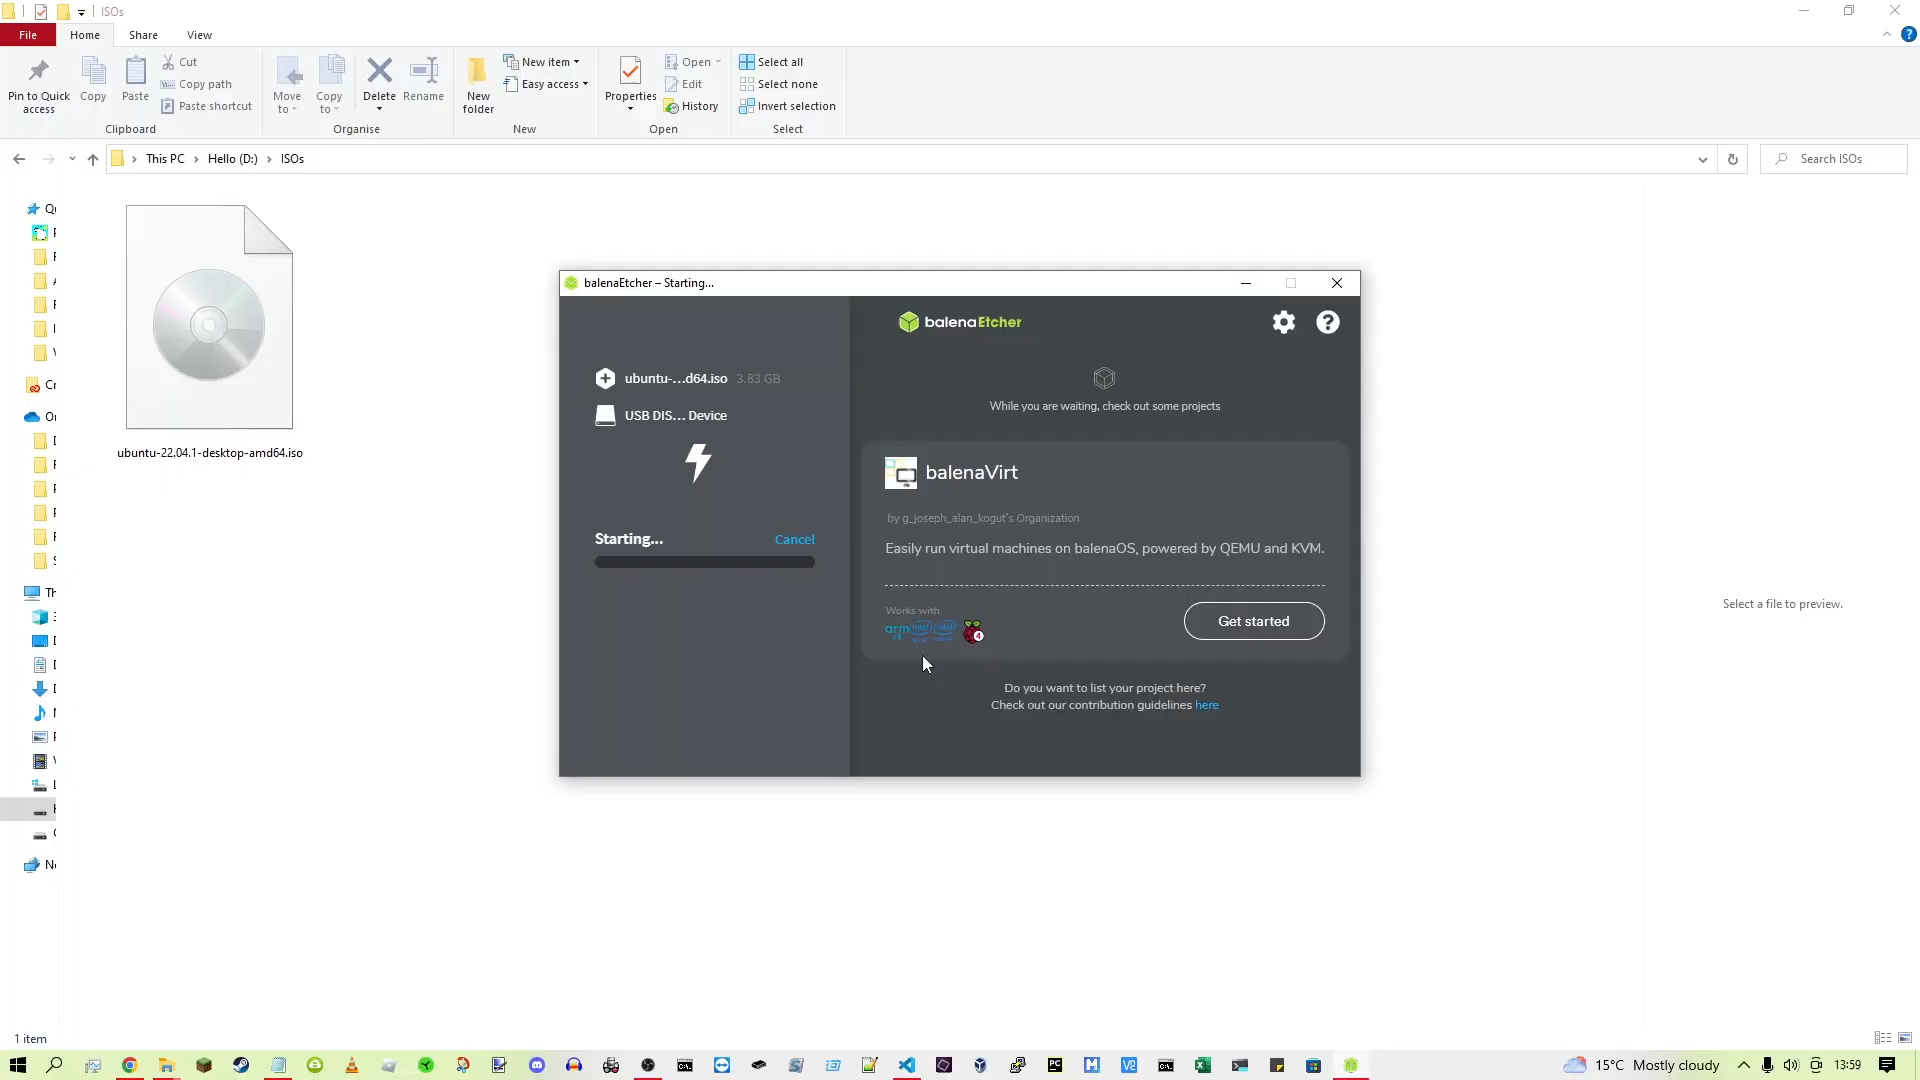 ISOs
File
Home
Share
View
Pin to Quick access
Copy
Paste
Cut
Copy path
Paste shortcut
Clipboard
Move to
Copy to
Delete
Rename
Organise
New folder
New item
Easy access
New
Properties
Open
Edit
History
Open
Select all
Select none
Invert selection
Select
This PC
Hello (D:)
ISOs
Search ISOs
ubuntu-22.04.1-desktop-amd64.iso
balenaEtcher – Starting...
balenaEtcher
ubuntu-...d64.iso 3.83 GB
USB DIS... Device
Starting...
Cancel
While you are waiting, check out some projects
balenaVirt
by g_joseph_alan_kogut's Organization
Easily run virtual machines on balenaOS, powered by QEMU and KVM.
Works with
arm
Get started
Do you want to list your project here?
Check out our contribution guidelines here
Select a file to preview.
1 item
15°C Mostly cloudy
13:59